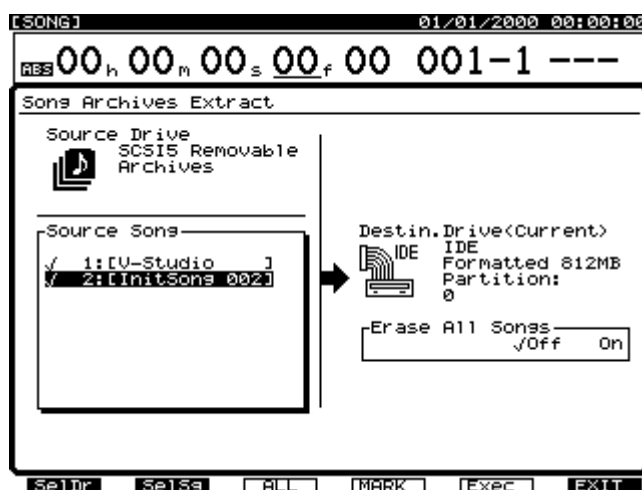 [SONG] 01/01/2000 00:00:00
ABS 00h 00m 00s 00f 00 001-1 ---
Song Archives Extract
Source Drive
SCSI5 Removable
Archives
Source Song
√ 1:[V-Studio ]
√ 2:[InitSong 002]
Destin.Drive(Current)
IDE
IDE
Formatted 812MB
Partition:
0
Erase All Songs
√Off On
SelDr SelSg ALL MARK Exec EXIT